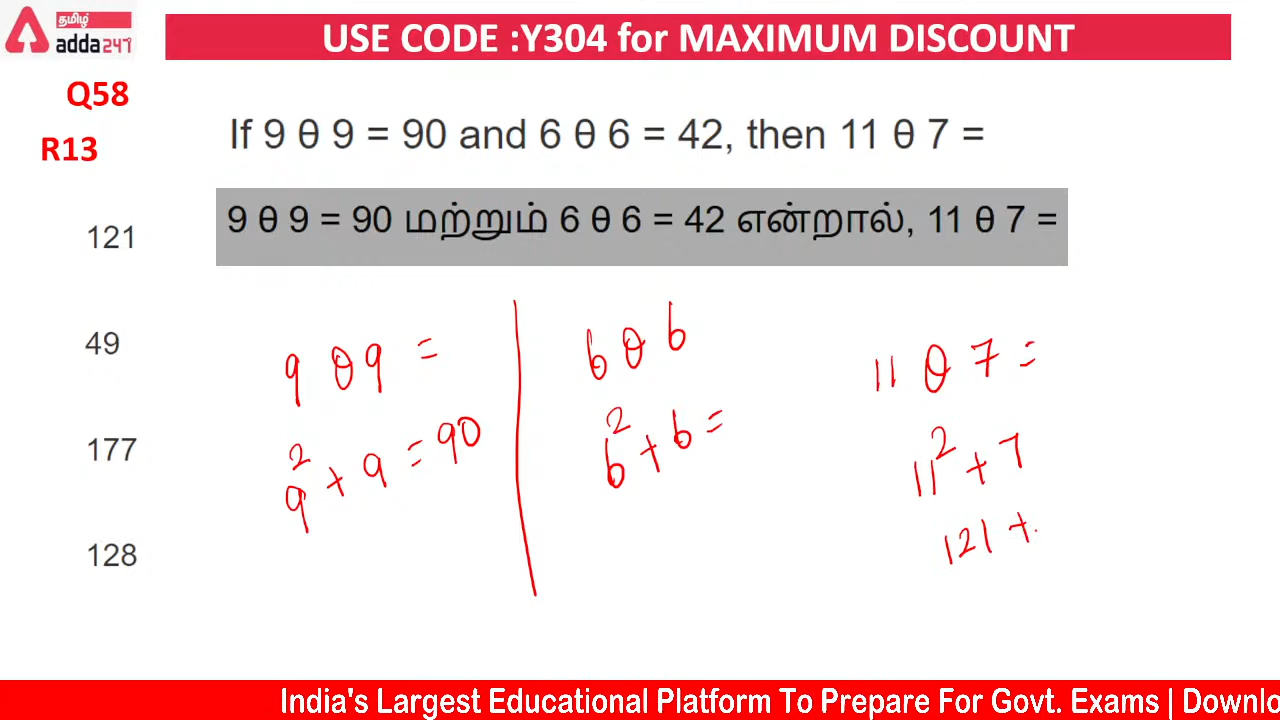 தமிழ்
adda247
USE CODE :Y304 for MAXIMUM DISCOUNT
Q58
R13
If 9 θ 9 = 90 and 6 θ 6 = 42, then 11 θ 7 =
9 θ 9 = 90 மற்றும் 6 θ 6 = 42 என்றால், 11 θ 7 =
121
49
177
128
9 θ 9 =
9² + 9 = 90
6 θ 6
6² + 6 =
11 θ 7 =
11² + 7
121 +
India's Largest Educational Platform To Prepare For Govt. Exams | Downlo